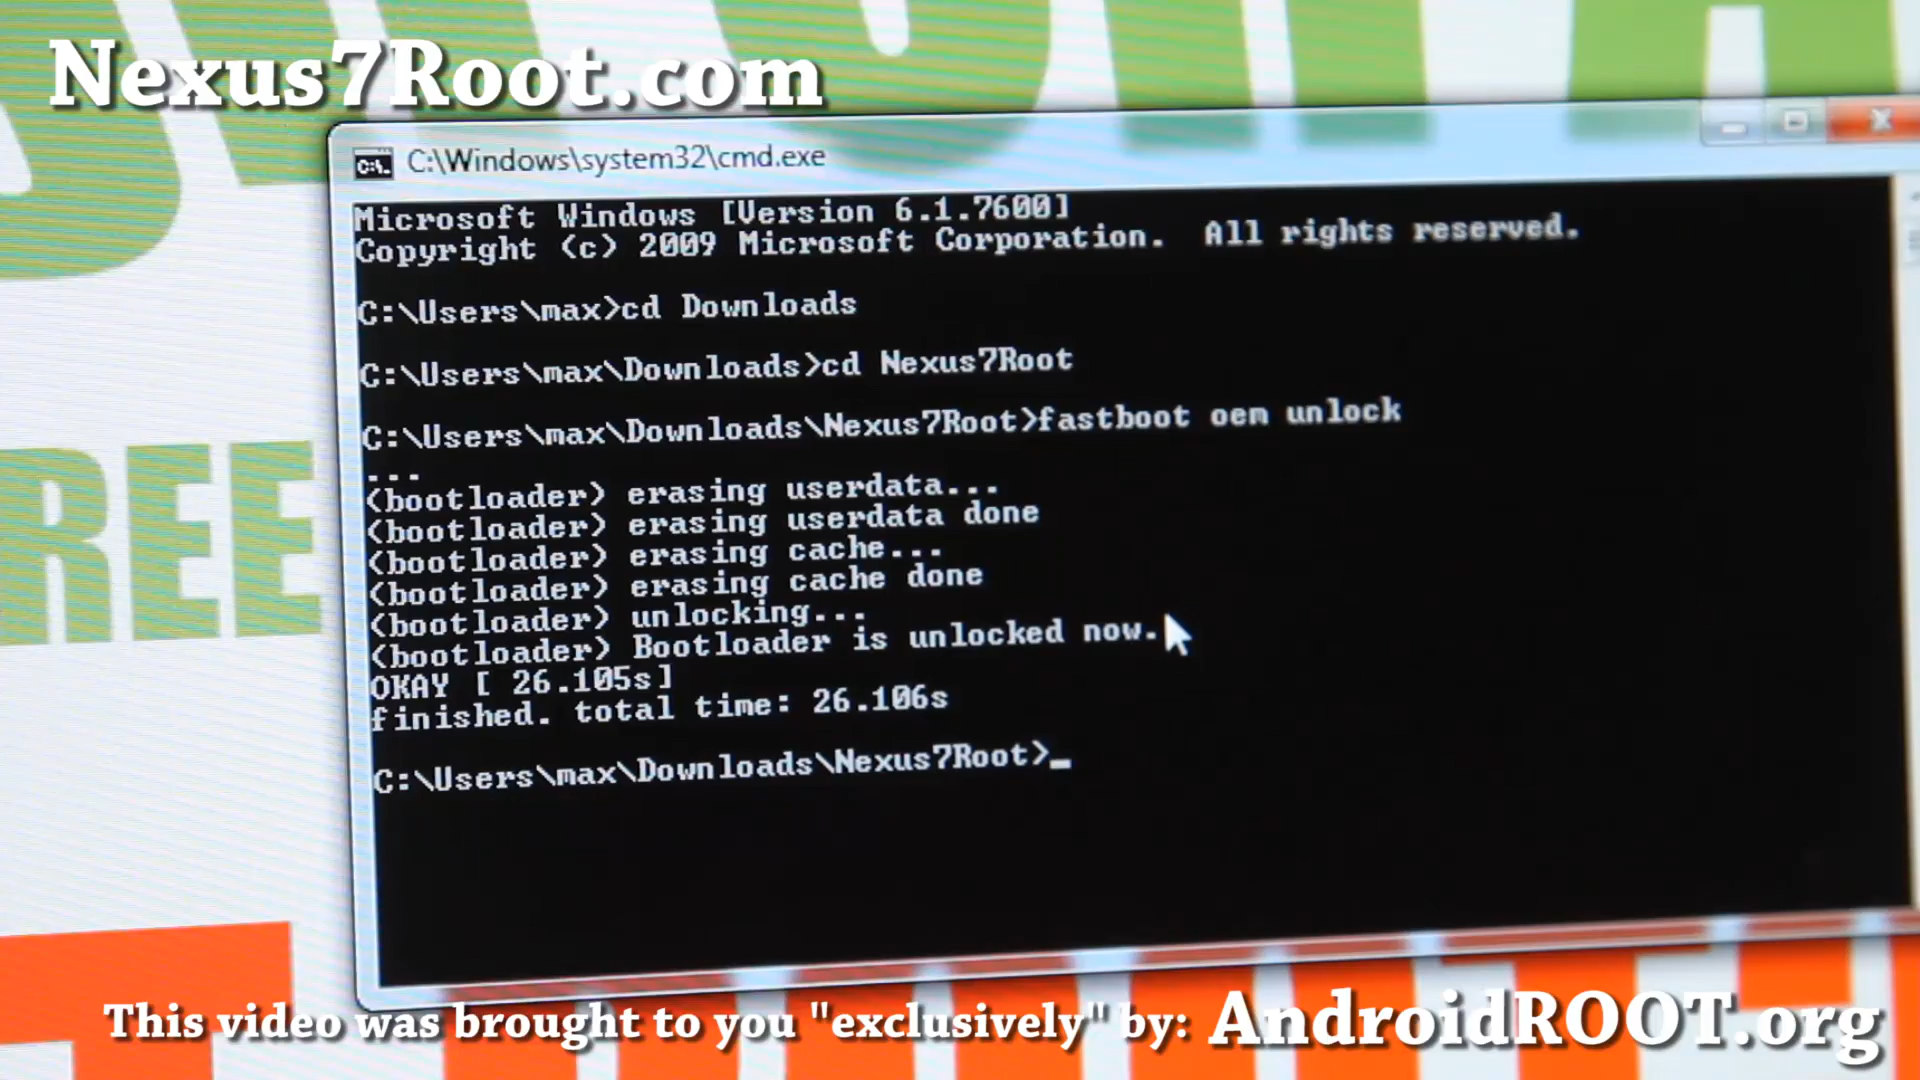 Nexus7Root.com
C:\Windows\system32\cmd.exe
Microsoft Windows [Version 6.1.7600]
Copyright (c) 2009 Microsoft Corporation.  All rights reserved.
C:\Users\max>cd Downloads
C:\Users\max\Downloads>cd Nexus7Root
C:\Users\max\Downloads\Nexus7Root>fastboot oem unlock
...
(bootloader) erasing userdata...
(bootloader) erasing userdata done
(bootloader) erasing cache...
(bootloader) erasing cache done
(bootloader) unlocking...
(bootloader) Bootloader is unlocked now.
OKAY [ 26.105s]
finished. total time: 26.106s
C:\Users\max\Downloads\Nexus7Root>_
REE
This video was brought to you "exclusively" by: AndroidROOT.org